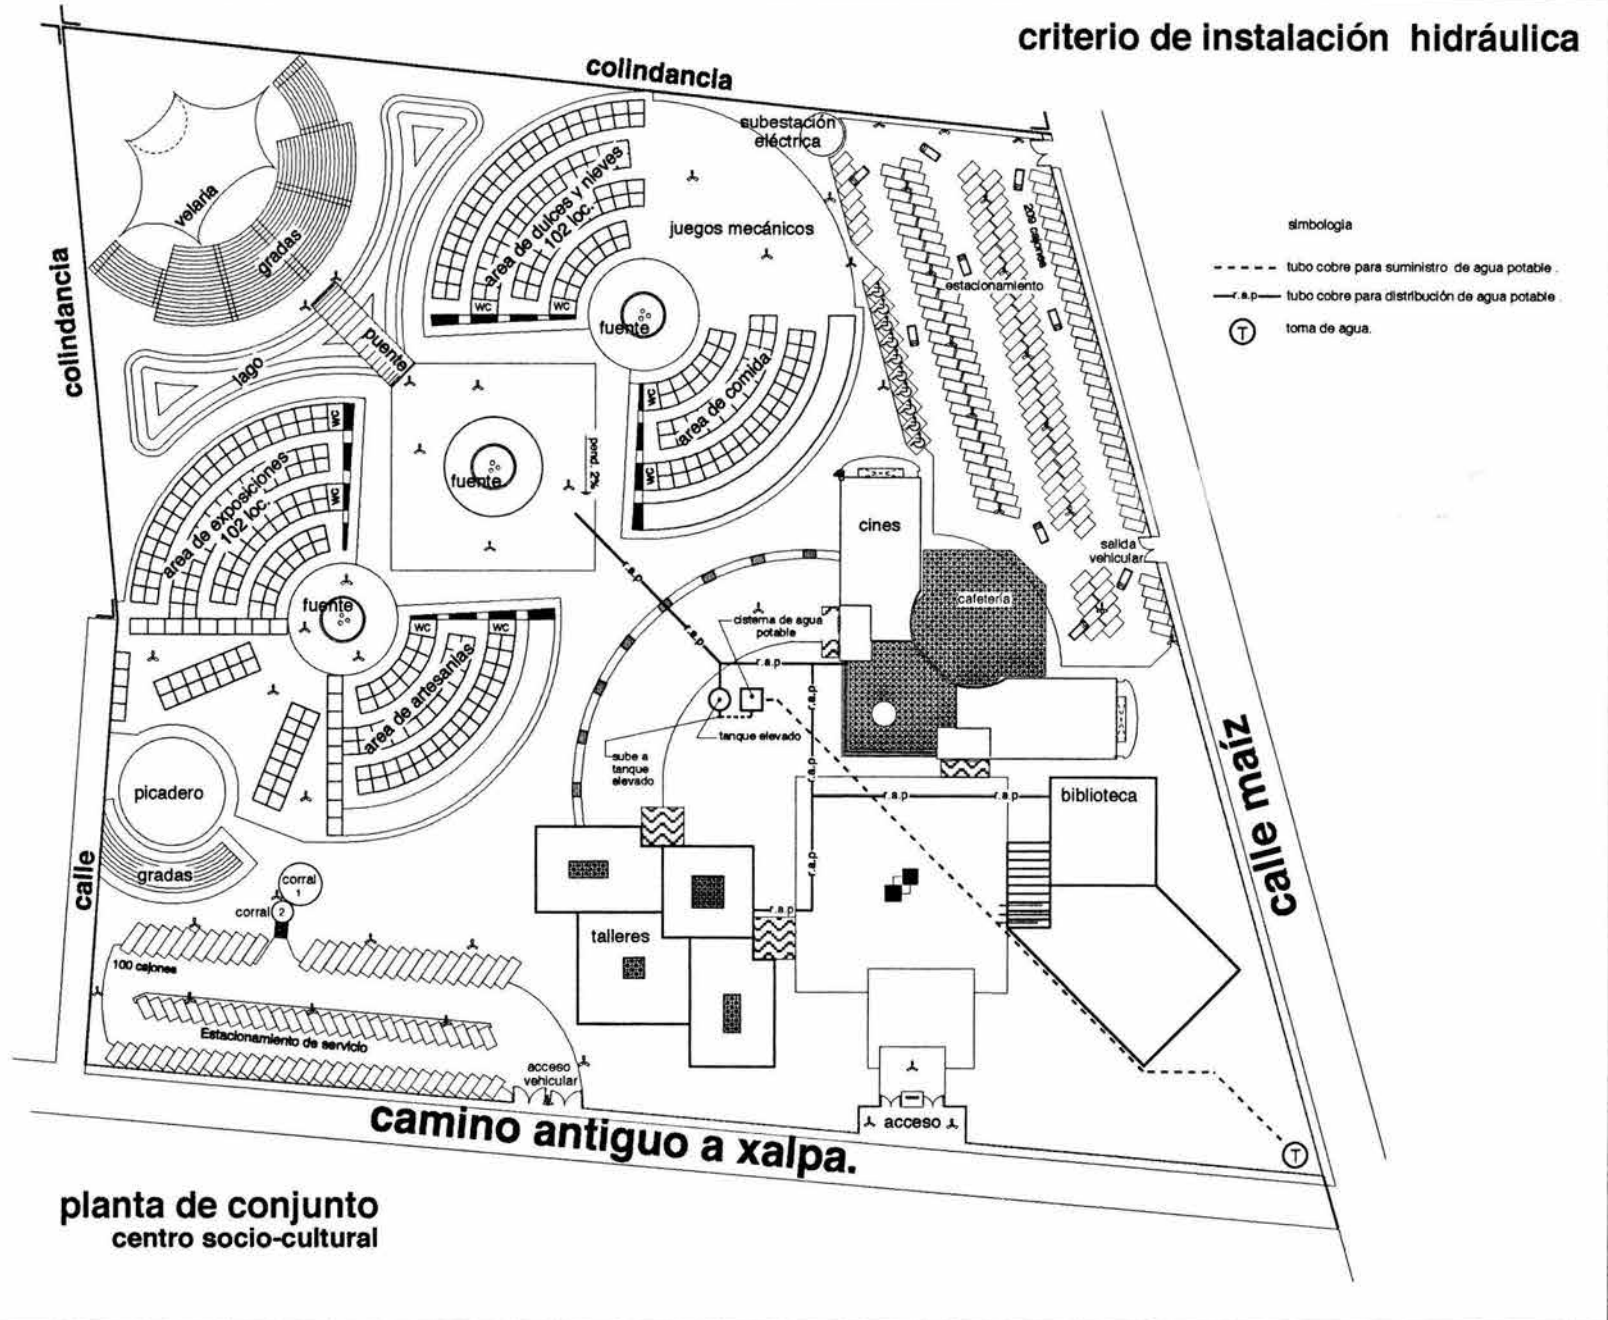 criterio de instalación hidráulica
colindancia
subestación
eléctrica
velaria
gradas
area de dulces y nieves
102 loc.
juegos mecánicos
209 cajones
estacionamiento
simbologia
tubo cobre para suministro de agua potable .
r.a.p
tubo cobre para distribución de agua potable .
T
toma de agua.
colindancia
WC
WC
fuente
puente
lago
WC
area de comida
WC
WC
area de exposiciones
102 loc.
WC
fuente
pend. 2%
cines
salida
vehicular
cafetería
r.a.p
fuente
WC
WC
cisterna de agua
potable
r.a.p
r.a.p
area de artesanias
r.a.p
tanque elevado
sube a
tanque
elevado
r.a.p
picadero
r.a.p
r.a.p
biblioteca
calle maíz
r.a.p
gradas
calle
corral
1
corral
2
r.a.p
talleres
100 cajones
Estacionamiento de servicio
acceso
vehicular
acceso
camino antiguo a xalpa.
T
planta de conjunto
centro socio-cultural